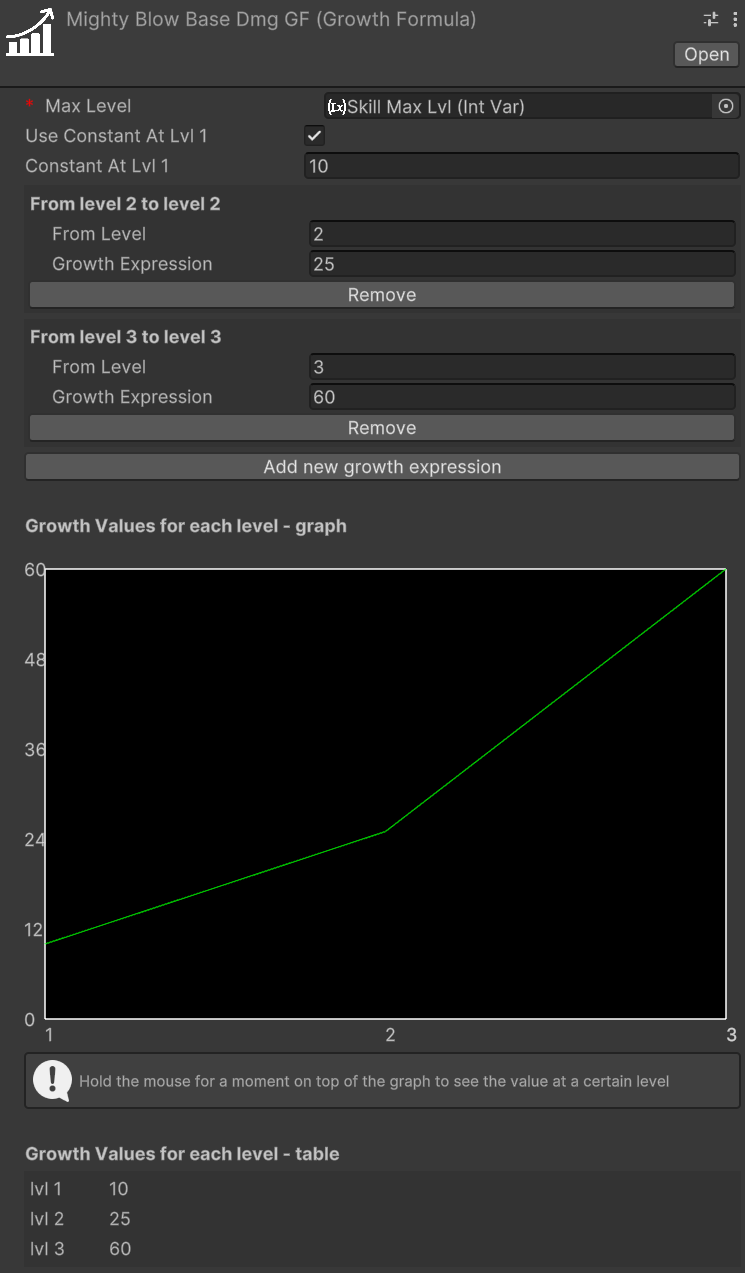 Mighty Blow Base Dmg GF (Growth Formula)
Open
* Max Level (x)Skill Max Lvl (Int Var)
Use Constant At Lvl 1
Constant At Lvl 1 10
From level 2 to level 2
From Level 2
Growth Expression 25
Remove
From level 3 to level 3
From Level 3
Growth Expression 60
Remove
Add new growth expression
Growth Values for each level - graph
60
48
36
24
12
0
1 2 3
Hold the mouse for a moment on top of the graph to see the value at a certain level
Growth Values for each level - table
lvl 1 10
lvl 2 25
lvl 3 60